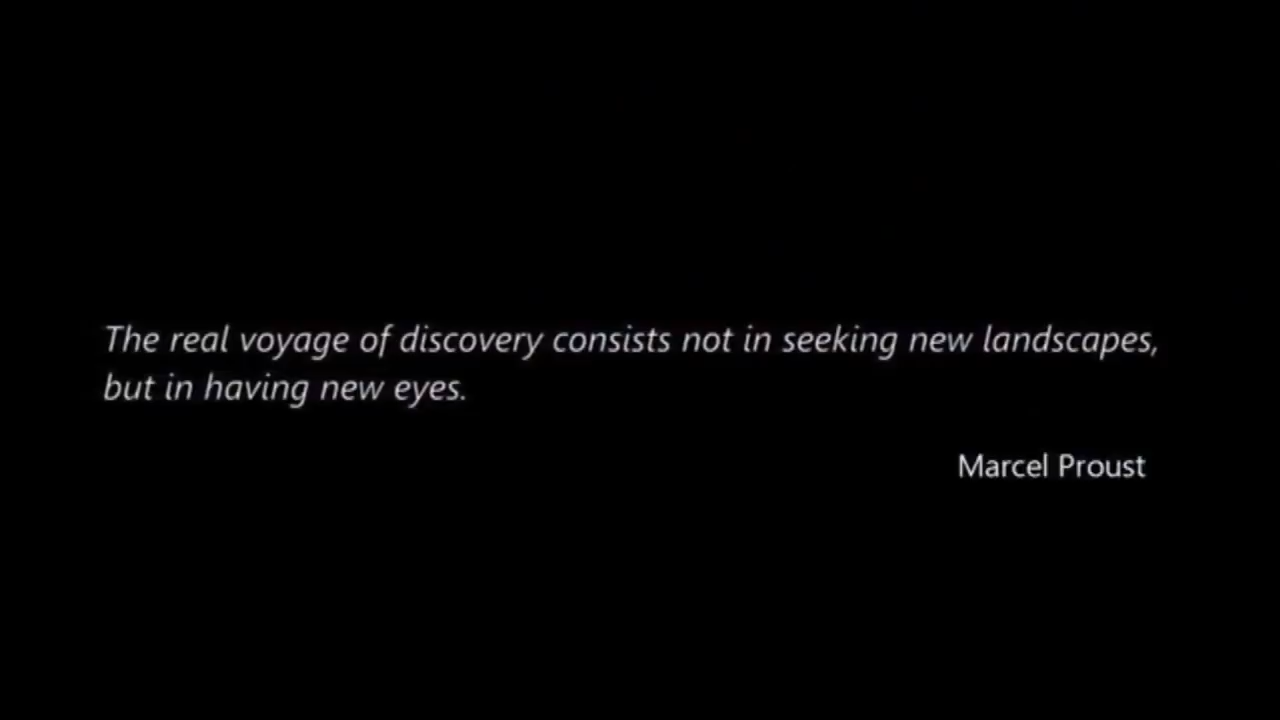 The real voyage of discovery consists not in seeking new landscapes,
but in having new eyes.
Marcel Proust